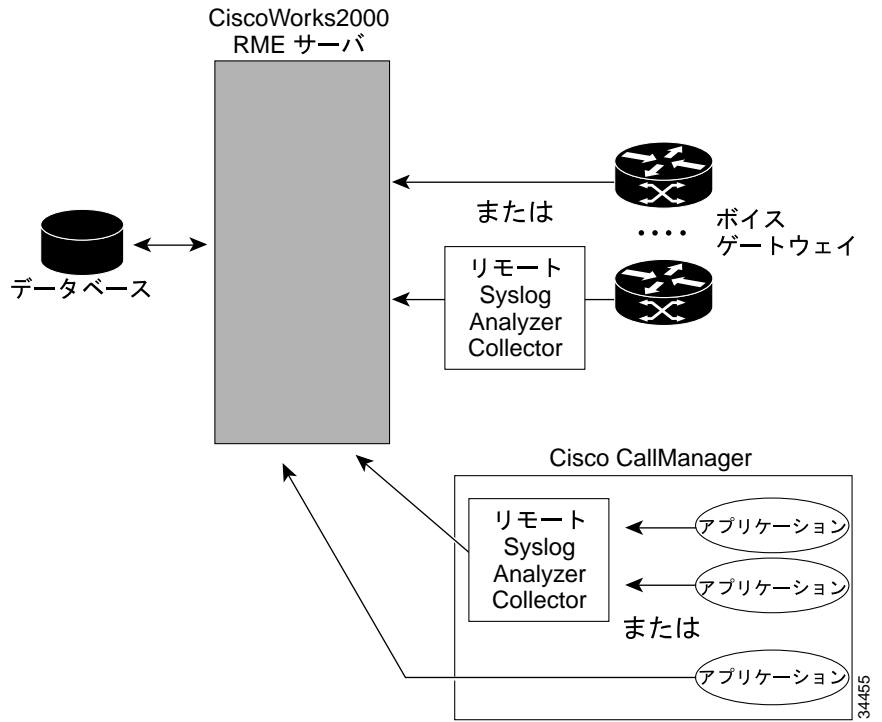 CiscoWorks2000
RME サーバ
データベース
または
ボイス
ゲートウェイ
リモート
Syslog
Analyzer
Collector
Cisco CallManager
リモート
Syslog
Analyzer
Collector
アプリケーション
アプリケーション
または
アプリケーション
34455